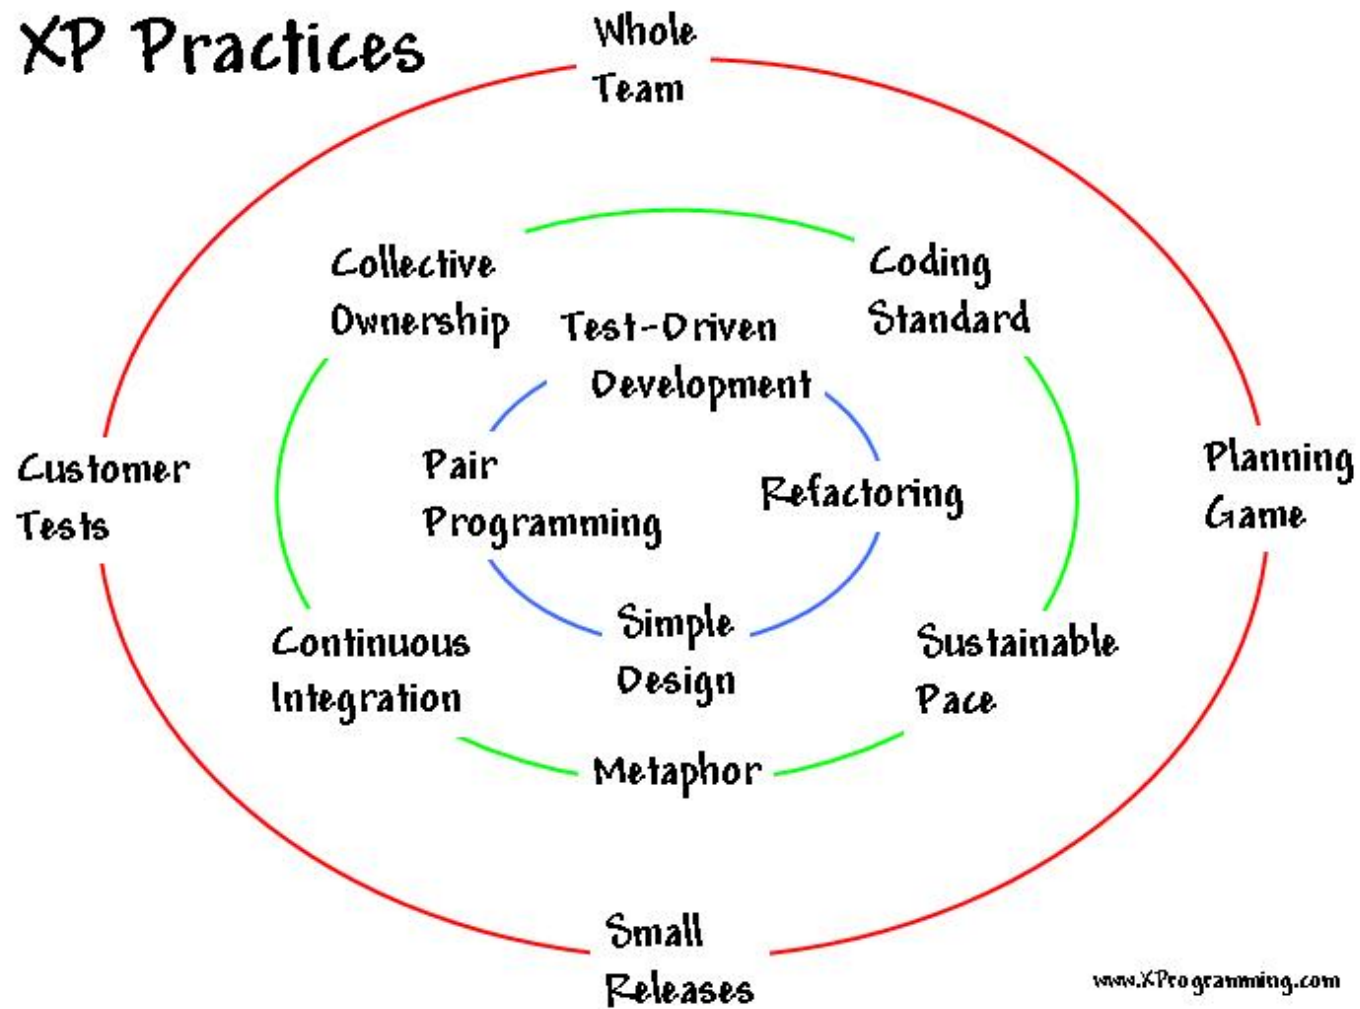 XP Practices
Whole
Team
Collective
Ownership
Coding
Standard
Test-Driven
Development
Customer
Tests
Pair
Programming
Refactoring
Planning
Game
Continuous
Integration
Simple
Design
Sustainable
Pace
Metaphor
Small
Releases
www.XProgramming.com